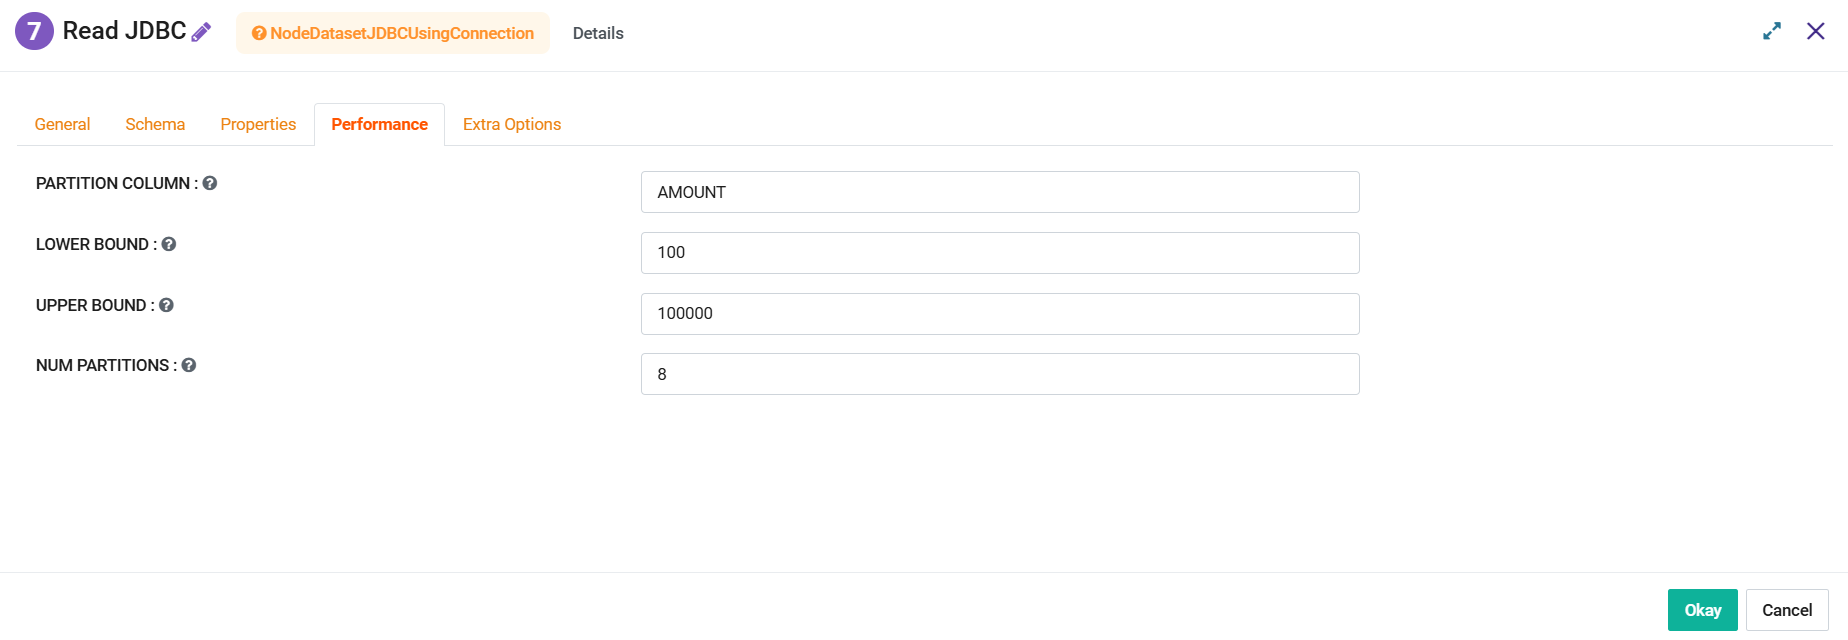 7 Read JDBC
NodeDatasetJDBCUsingConnection
Details
General
Schema
Properties
Performance
Extra Options
PARTITION COLUMN :
AMOUNT
LOWER BOUND :
100
UPPER BOUND :
100000
NUM PARTITIONS :
8
Okay
Cancel